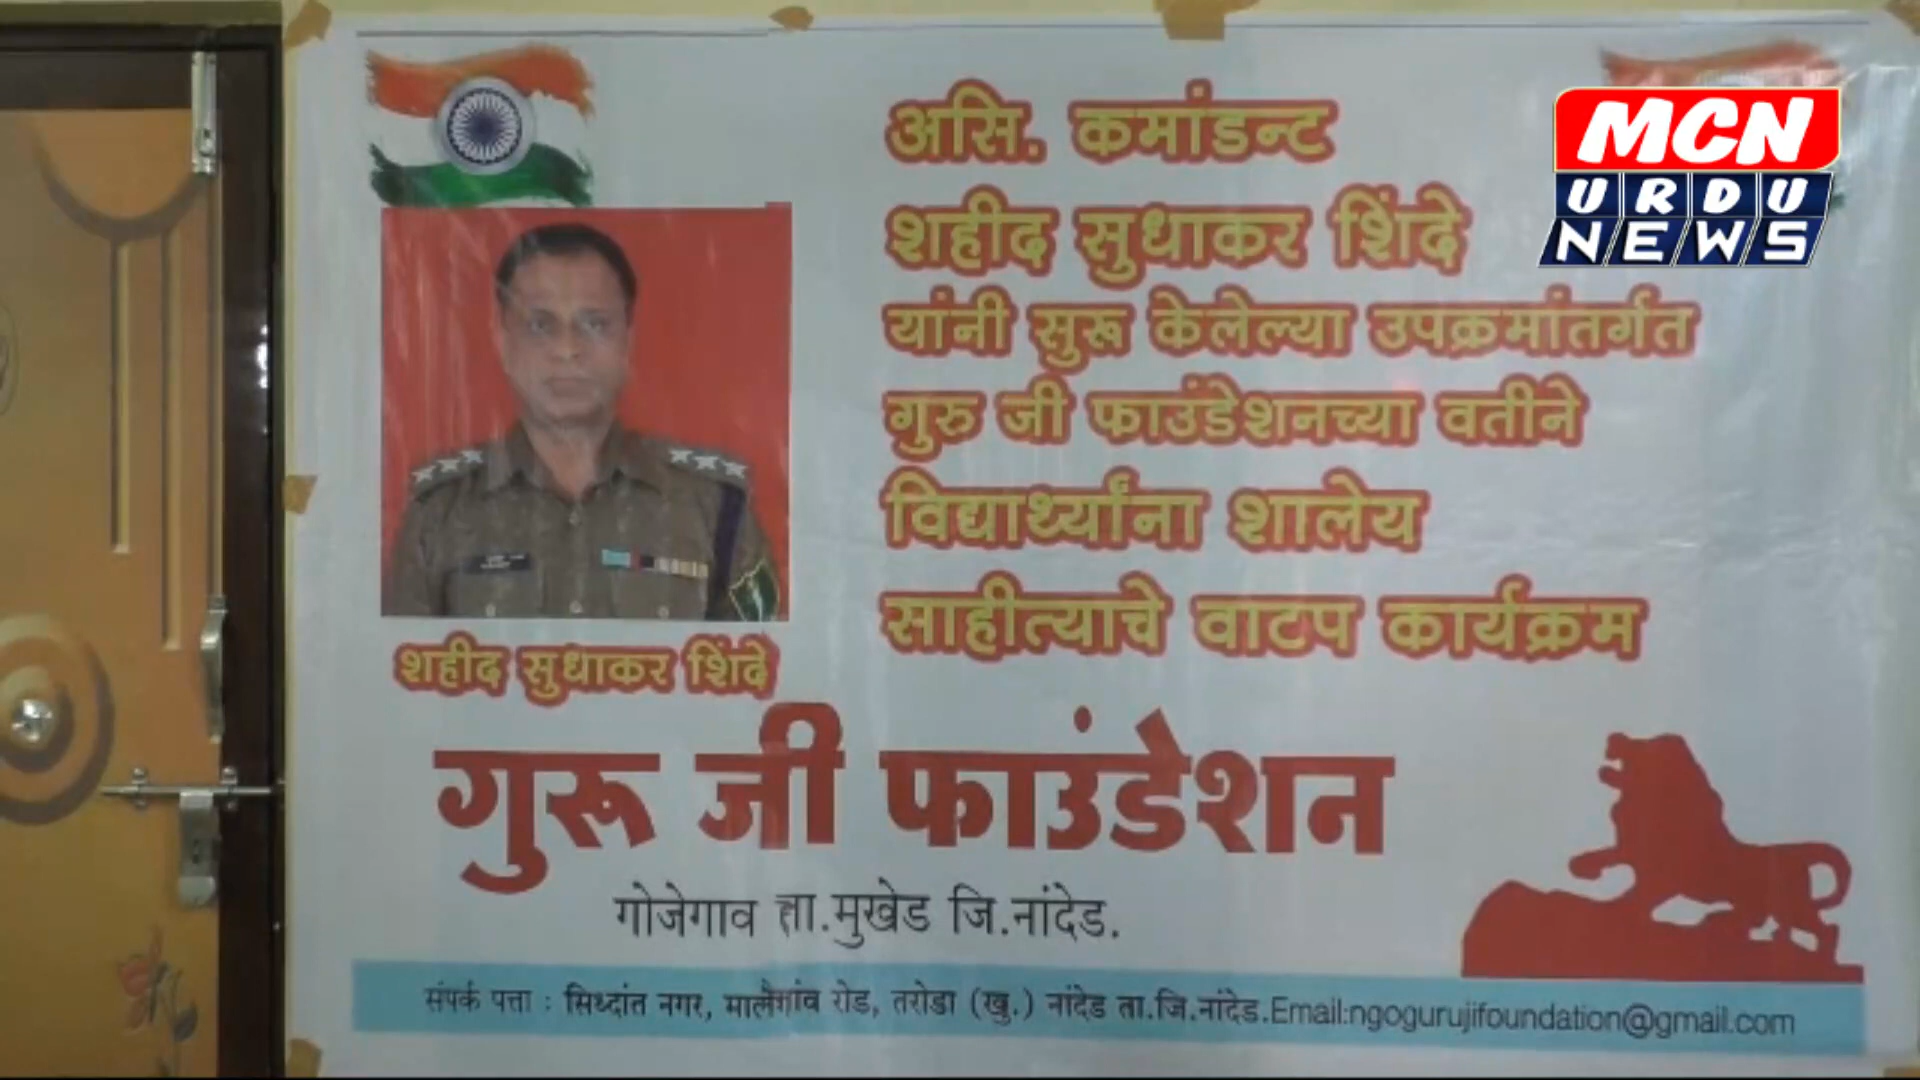 असि. कमांडन्ट
शहीद सुधाकर शिंदे
यांनी सुरू केलेल्या उपक्रमांतर्गत
गुरु जी फाउंडेशनच्या वतीने
विद्यार्थ्यांना शालेय
साहीत्याचे वाटप कार्यक्रम
MCN
URDU
NEWS
शहीद सुधाकर शिंदे
गुरू जी फाउंडेशन
गोजेगाव ता.मुखेड जि.नांदेड.
संपर्क पत्ता : सिध्दांत नगर, मालेगांव रोड, तरोडा (खु.) नांदेड ता.जि.नांदेड.Email:ngogurujifoundation@gmail.com